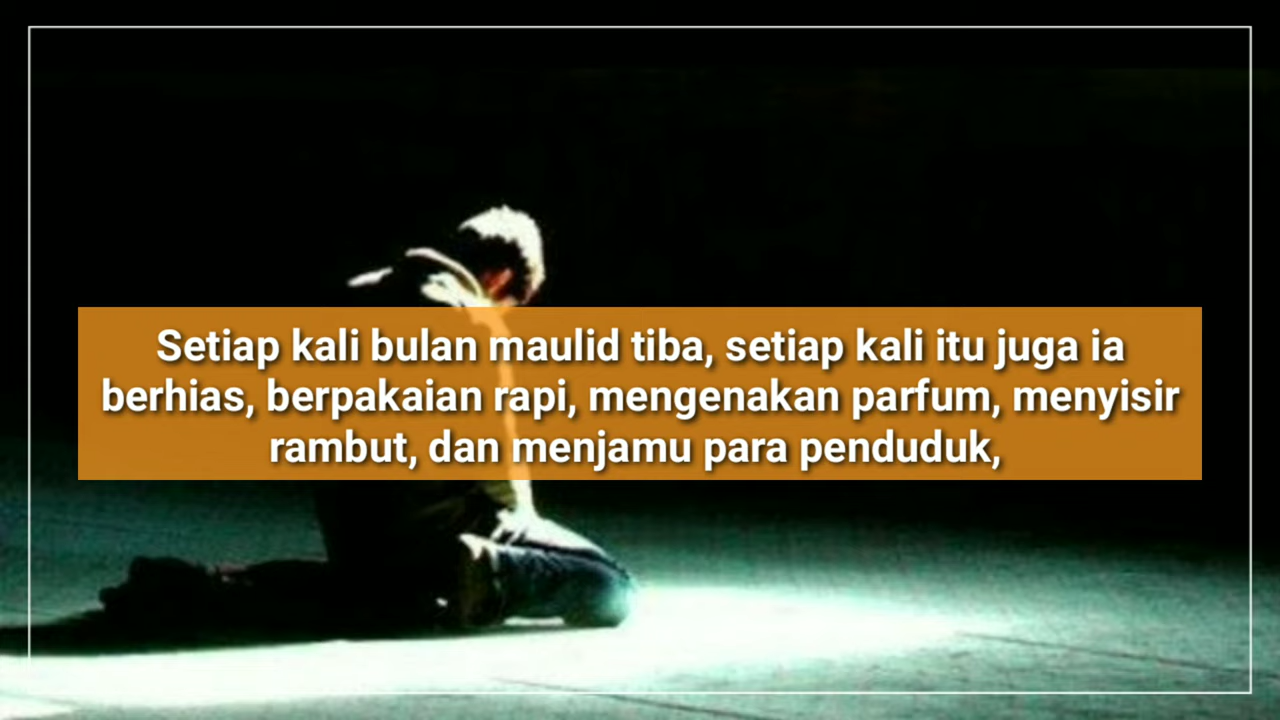 Setiap kali bulan maulid tiba, setiap kali itu juga ia
berhias, berpakaian rapi, mengenakan parfum, menyisir
rambut, dan menjamu para penduduk,